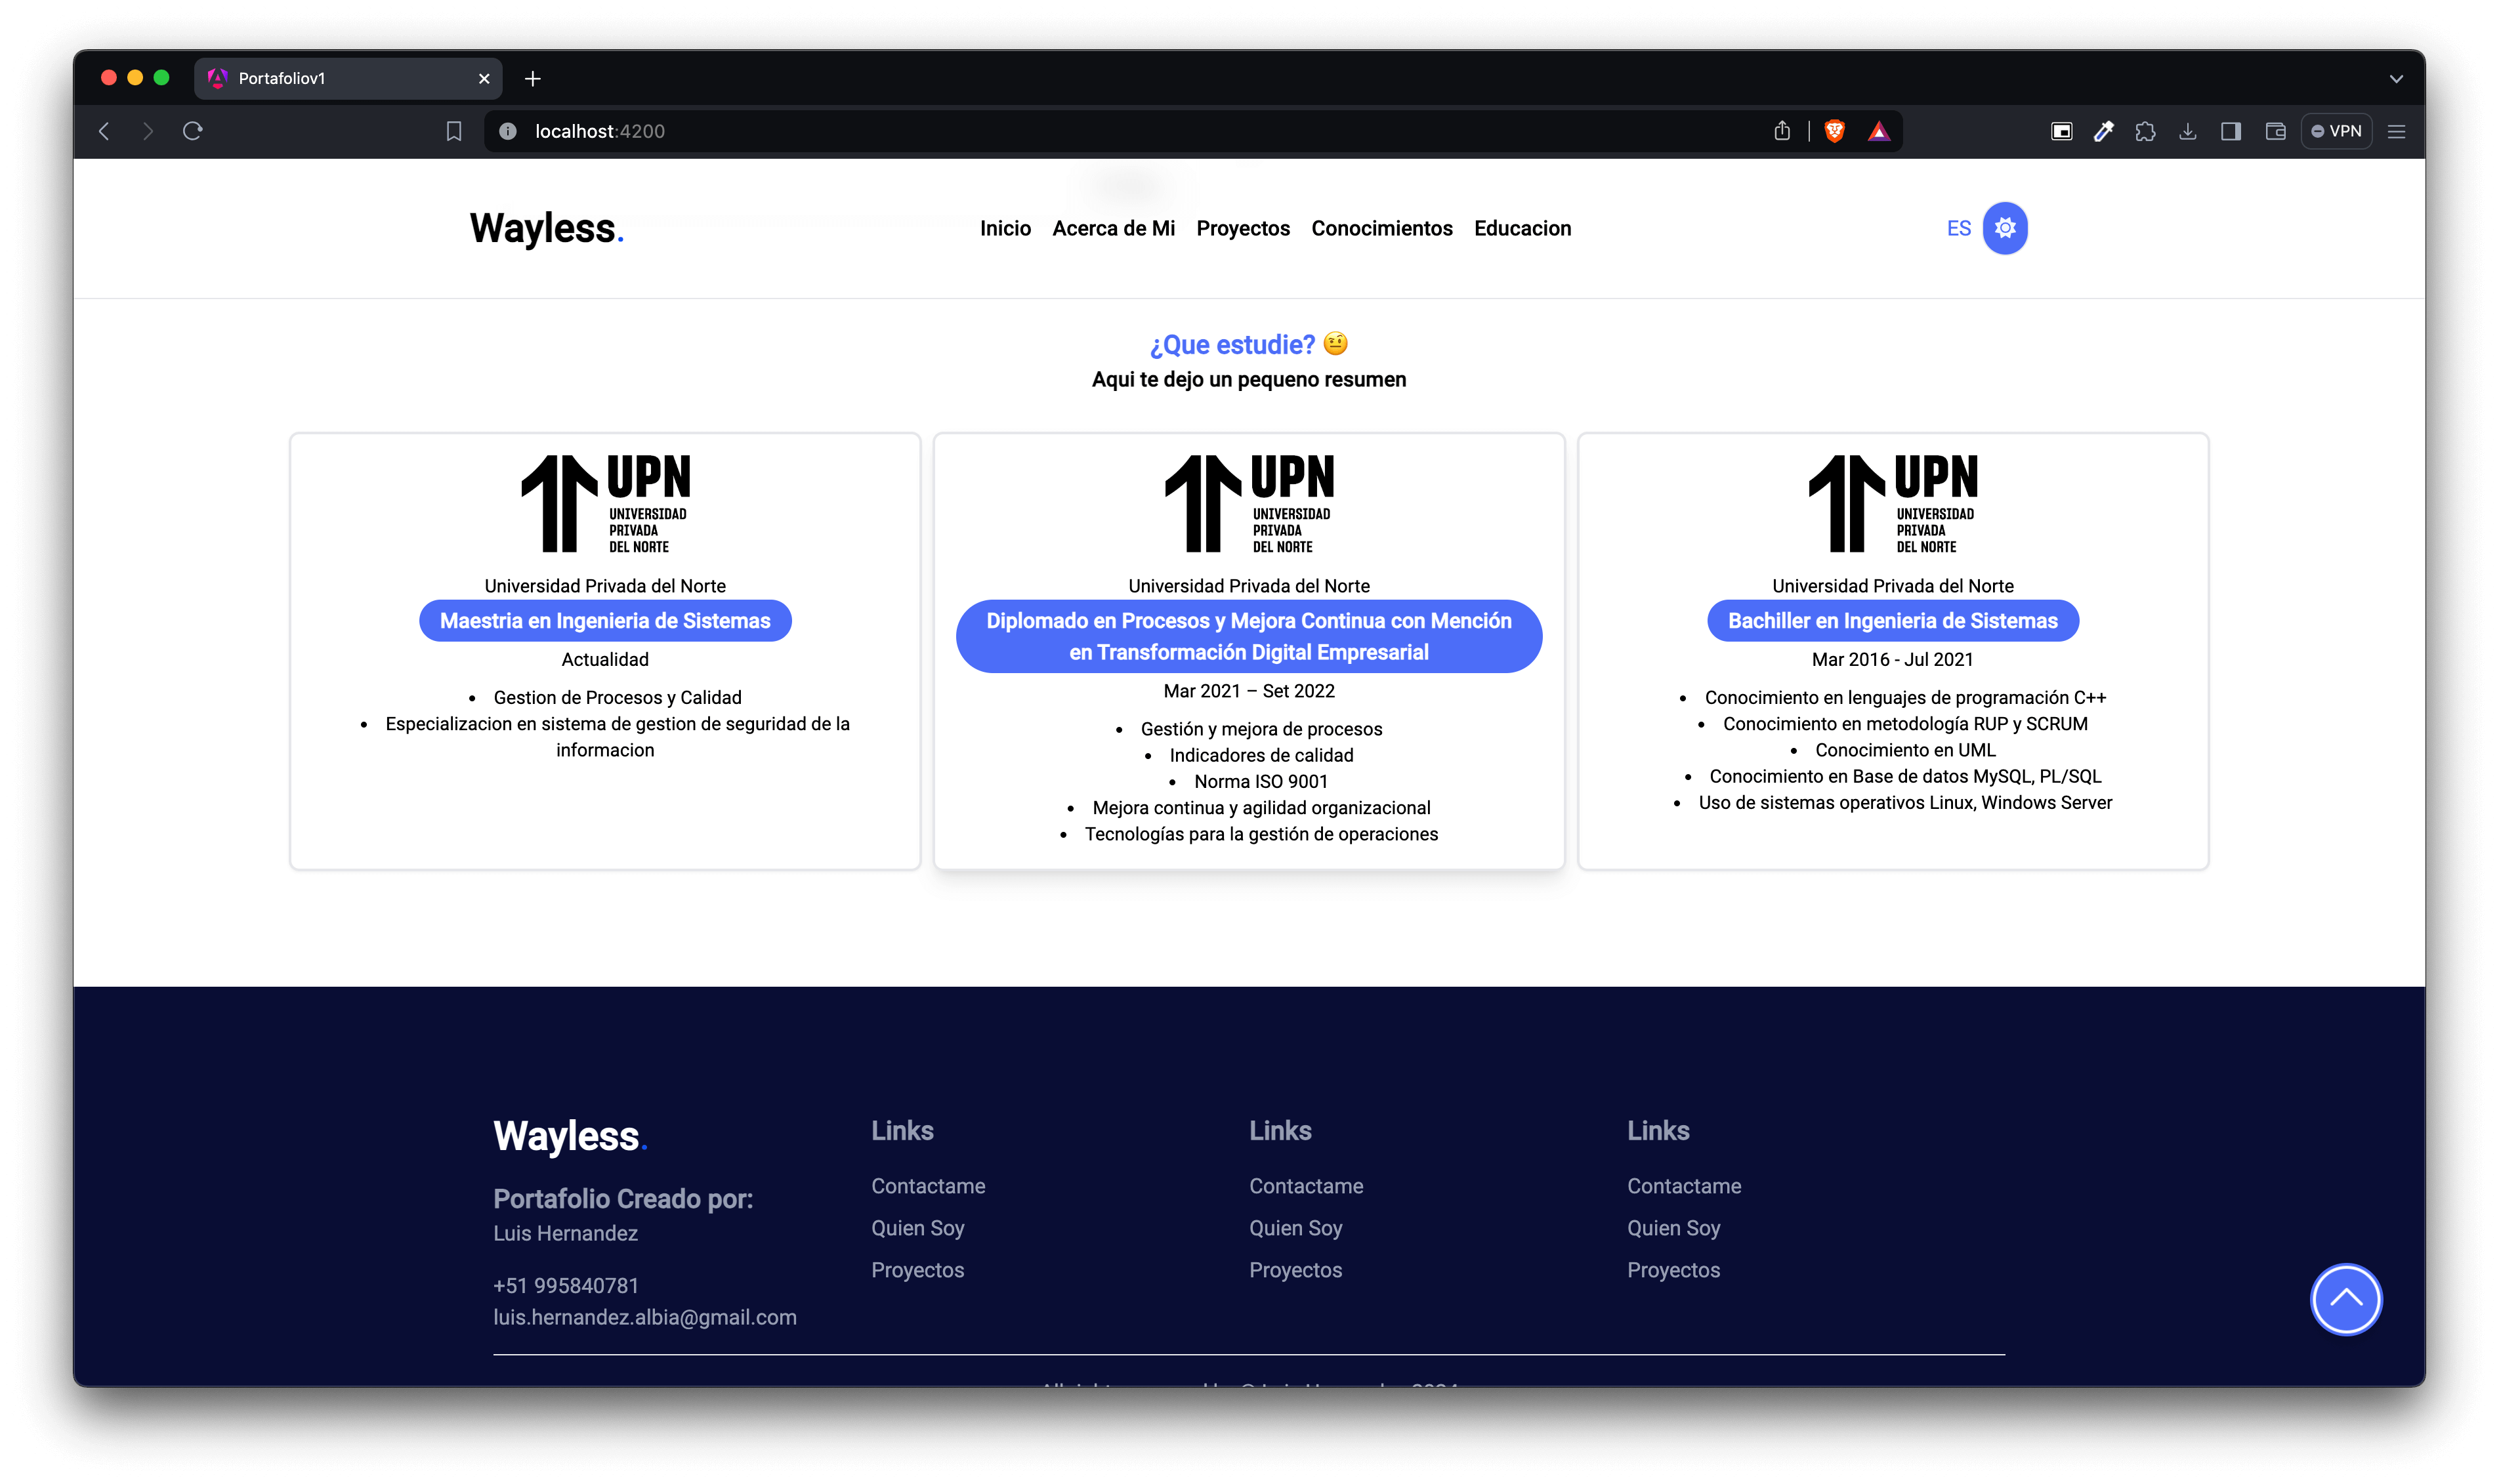 Portafoliov1
localhost:4200
VPN
Wayless.
Inicio Acerca de Mi Proyectos Conocimientos Educacion
ES
¿Que estudie? 🤨
Aqui te dejo un pequeno resumen
UPN
UNIVERSIDAD
PRIVADA
DEL NORTE
Universidad Privada del Norte
Maestria en Ingenieria de Sistemas
Actualidad
• Gestion de Procesos y Calidad
• Especializacion en sistema de gestion de seguridad de la
informacion
UPN
UNIVERSIDAD
PRIVADA
DEL NORTE
Universidad Privada del Norte
Diplomado en Procesos y Mejora Continua con Mención
en Transformación Digital Empresarial
Mar 2021 – Set 2022
• Gestión y mejora de procesos
• Indicadores de calidad
• Norma ISO 9001
• Mejora continua y agilidad organizacional
• Tecnologías para la gestión de operaciones
UPN
UNIVERSIDAD
PRIVADA
DEL NORTE
Universidad Privada del Norte
Bachiller en Ingenieria de Sistemas
Mar 2016 - Jul 2021
• Conocimiento en lenguajes de programación C++
• Conocimiento en metodología RUP y SCRUM
• Conocimiento en UML
• Conocimiento en Base de datos MySQL, PL/SQL
• Uso de sistemas operativos Linux, Windows Server
Wayless.
Portafolio Creado por:
Luis Hernandez
+51 995840781
luis.hernandez.albia@gmail.com
Links
Contactame
Quien Soy
Proyectos
Links
Contactame
Quien Soy
Proyectos
Links
Contactame
Quien Soy
Proyectos